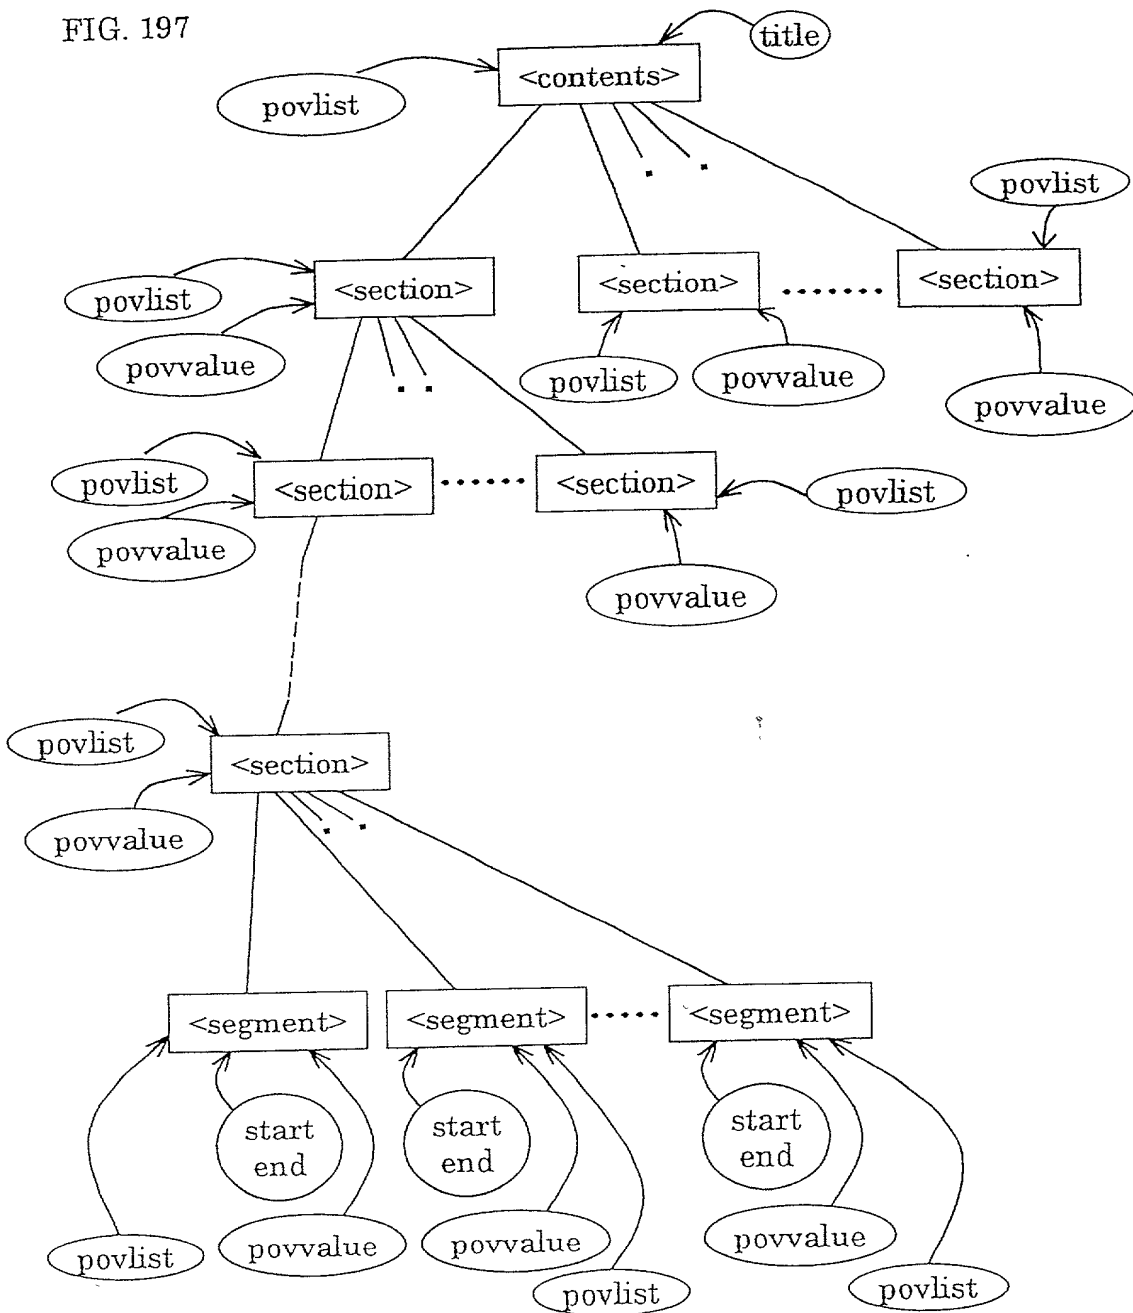 FIG. 197
title
<contents>
povlist
povlist
<section>
<section>
<section>
povlist
povvalue
povlist
povvalue
povvalue
povlist
<section>
<section>
povlist
povvalue
povvalue
povlist
<section>
povvalue
<segment>
<segment>
<segment>
start
end
start
end
start
end
povlist
povvalue
povvalue
povlist
povvalue
povlist